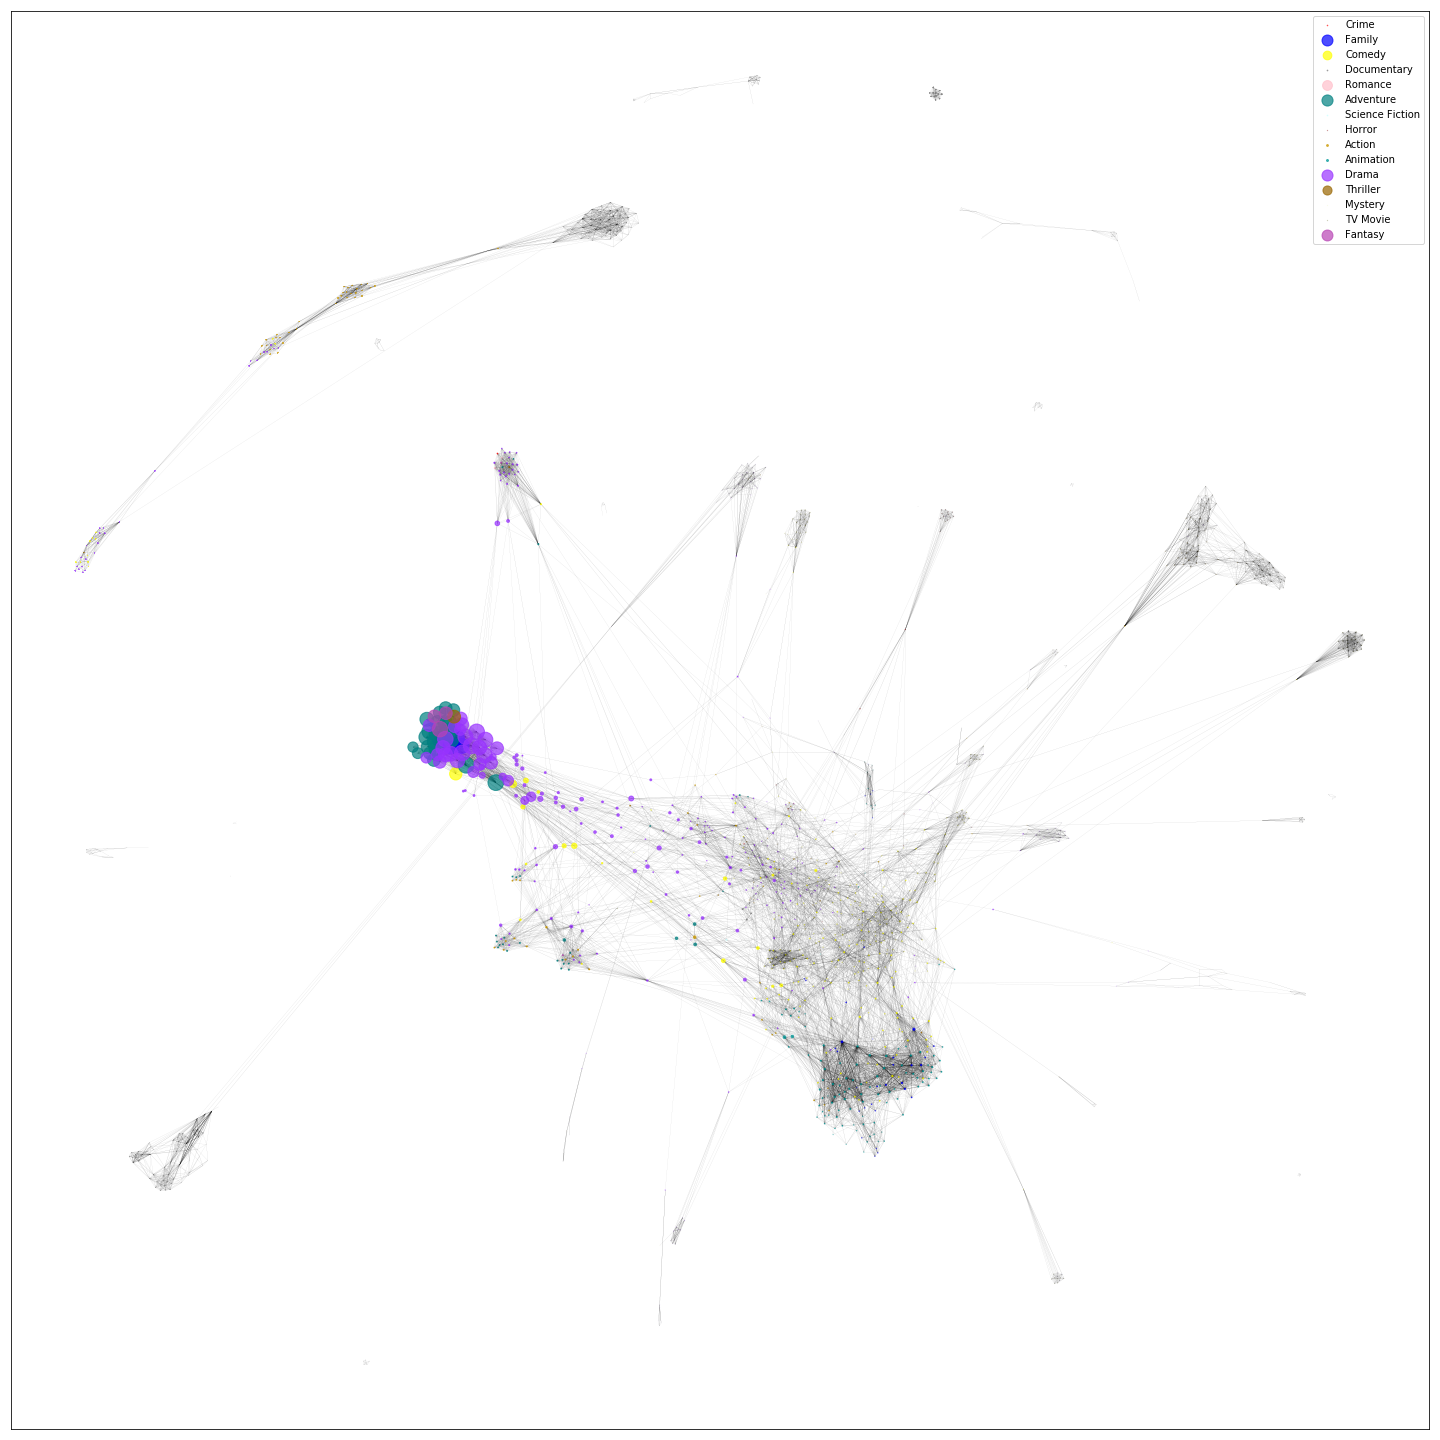 Crime
Family
Comedy
Documentary
Romance
Adventure
Science Fiction
Horror
Action
Animation
Drama
Thriller
Mystery
TV Movie
Fantasy